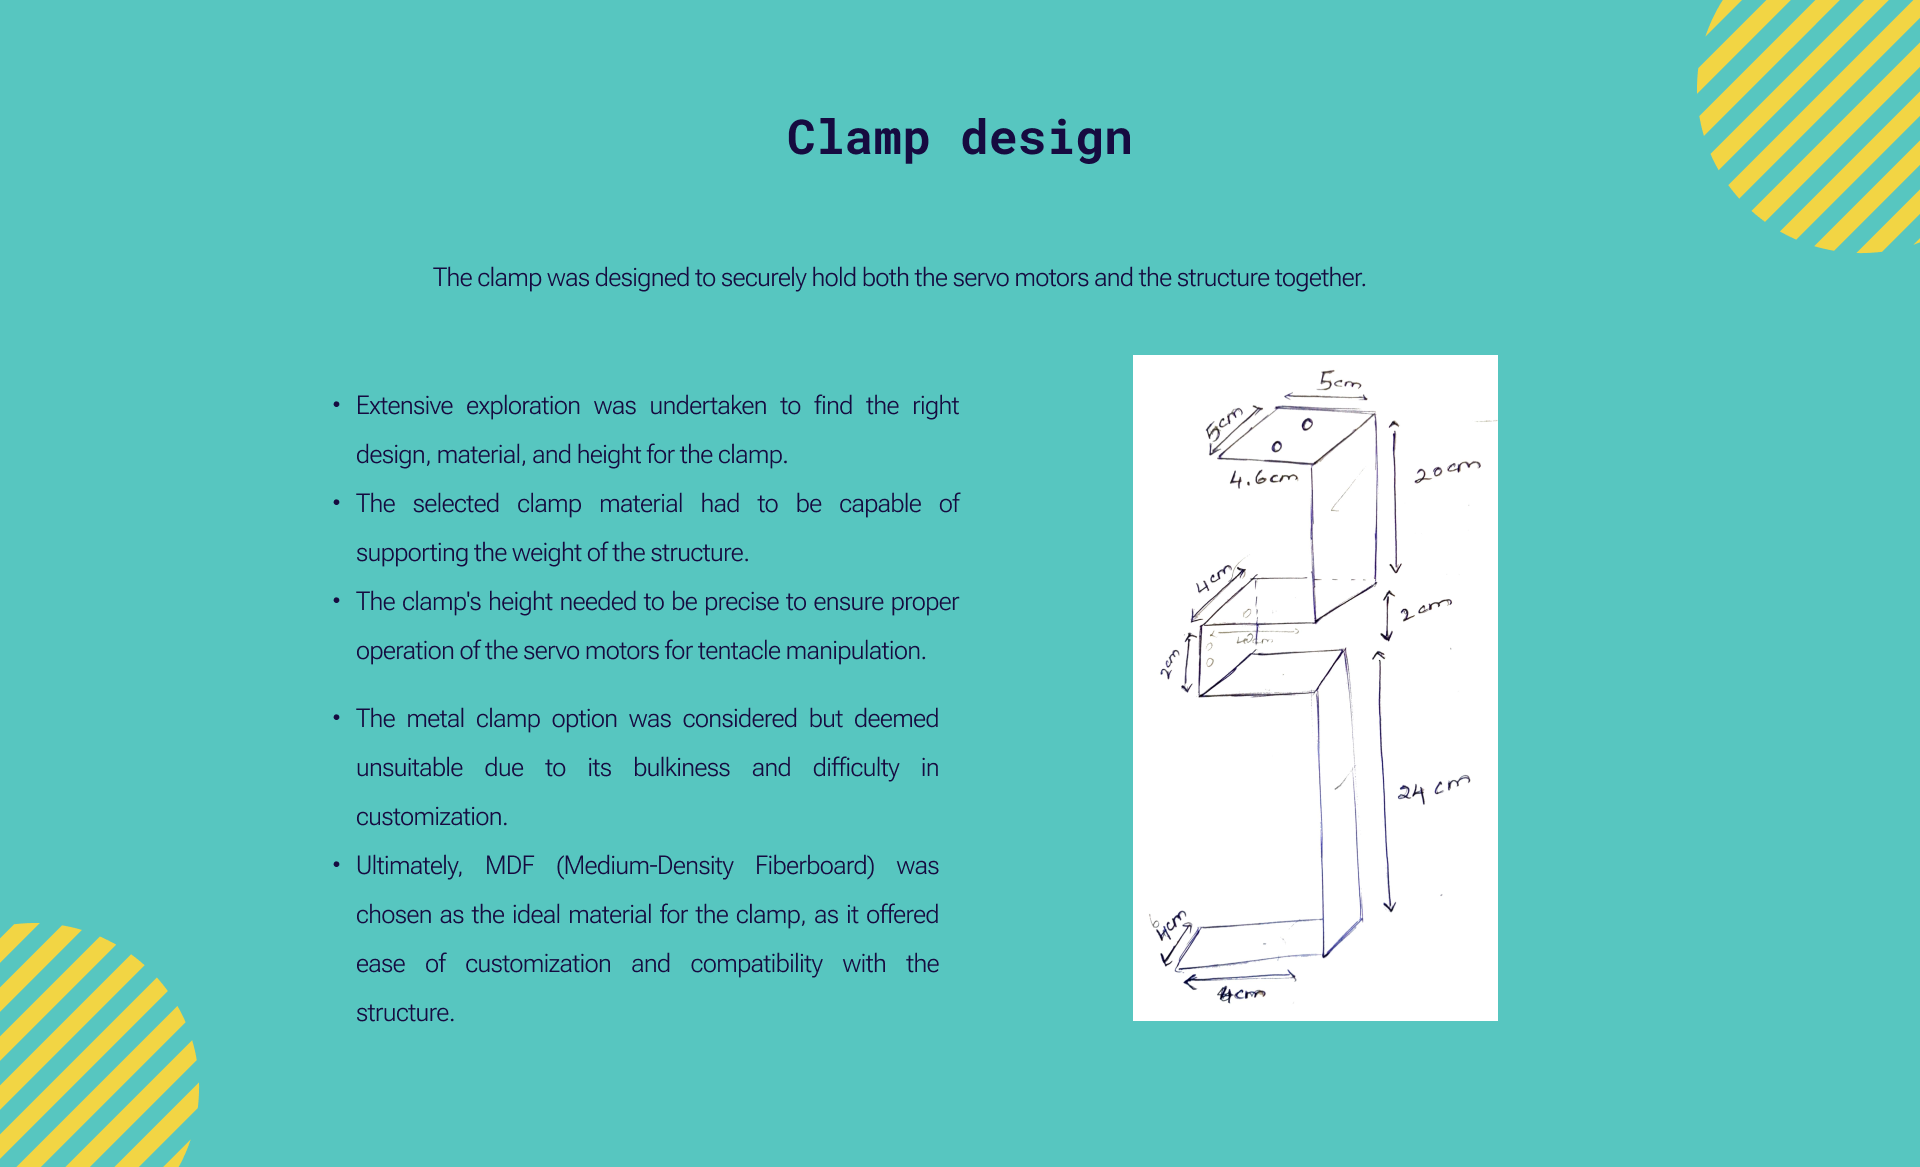 Clamp design
The clamp was designed to securely hold both the servo motors and the structure together.
• Extensive exploration was undertaken to find the right
design, material, and height for the clamp.
• The selected clamp material had to be capable of
supporting the weight of the structure.
• The clamp's height needed to be precise to ensure proper
operation of the servo motors for tentacle manipulation.
• The metal clamp option was considered but deemed
unsuitable due to its bulkiness and difficulty in
customization.
• Ultimately, MDF (Medium-Density Fiberboard) was
chosen as the ideal material for the clamp, as it offered
ease of customization and compatibility with the
structure.
5cm
5cm
4.6cm
20cm
4cm
2cm
2cm
24cm
4cm
4cm